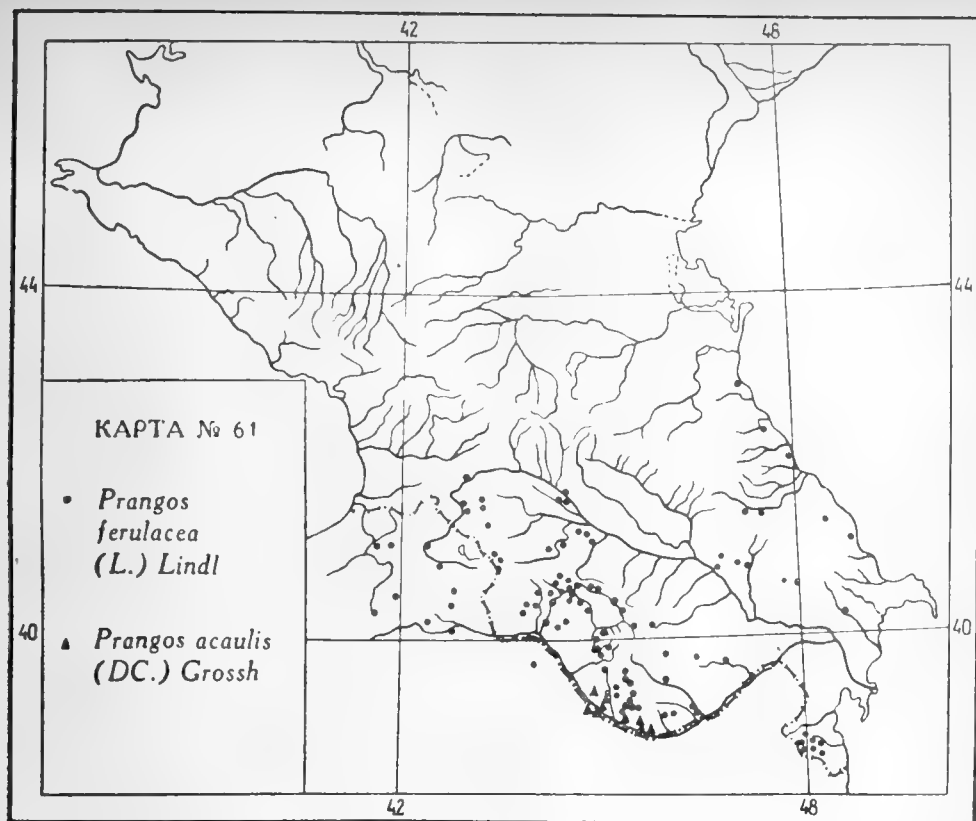 42 48
44 44
КАРТА № 61
Prangos
ferulacea
(L.) Lindl
Prangos acaulis
(DC.) Grossh
40 40
42 48